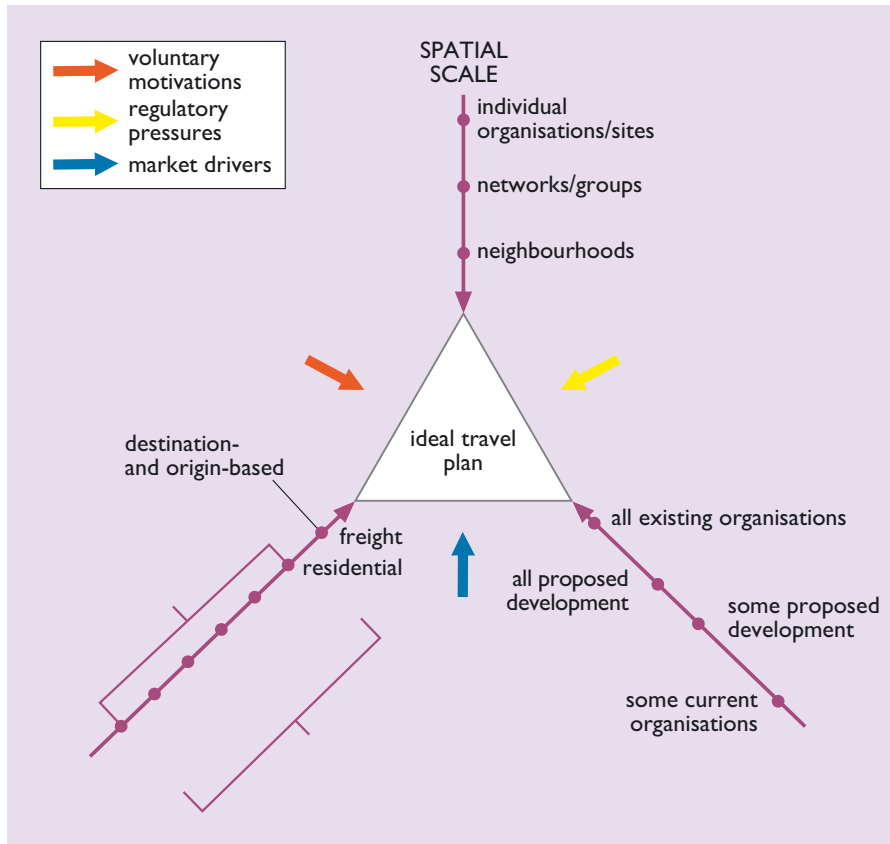 voluntary
motivations
regulatory
pressures
market drivers
SPATIAL
SCALE
individual
organisations/sites
networks/groups
neighbourhoods
ideal travel
plan
destination-
and origin-based
freight
residential
all existing organisations
all proposed
development
some proposed
development
some current
organisations